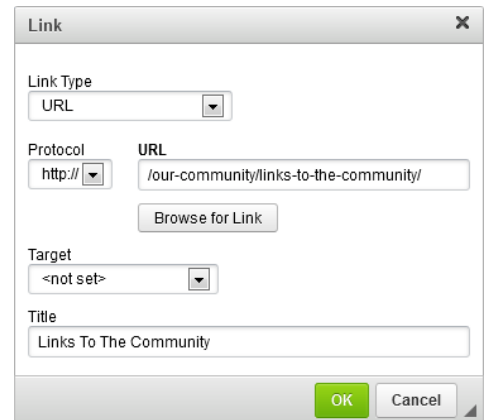 Link
Link Type
URL
Protocol URL
http:// /our-community/links-to-the-community/
Browse for Link
Target
<not set>
Title
Links To The Community
OK Cancel